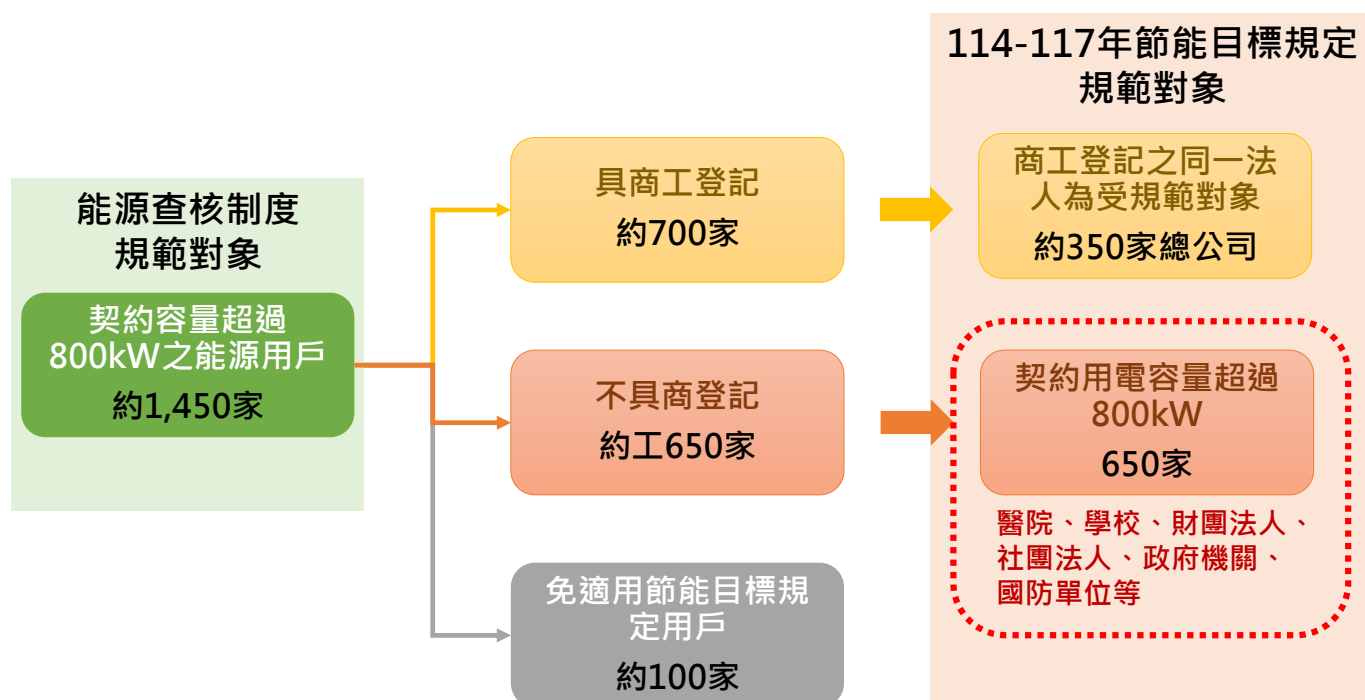 能源查核制度
規範對象
契約容量超過
800kW之能源用戶
約1,450家
具商工登記
約700家
不具商登記
約工650家
免適用節能目標規
定用戶
約100家
114-117年節能目標規定
規範對象
商工登記之同一法
人為受規範對象
約350家總公司
契約用電容量超過
800kW
650家
醫院、學校、財團法人、
社團法人、政府機關、
國防單位等